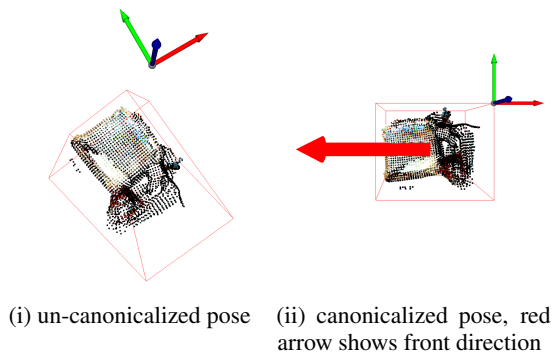 (i) un-canonicalized pose
(ii) canonicalized pose, red
arrow shows front direction